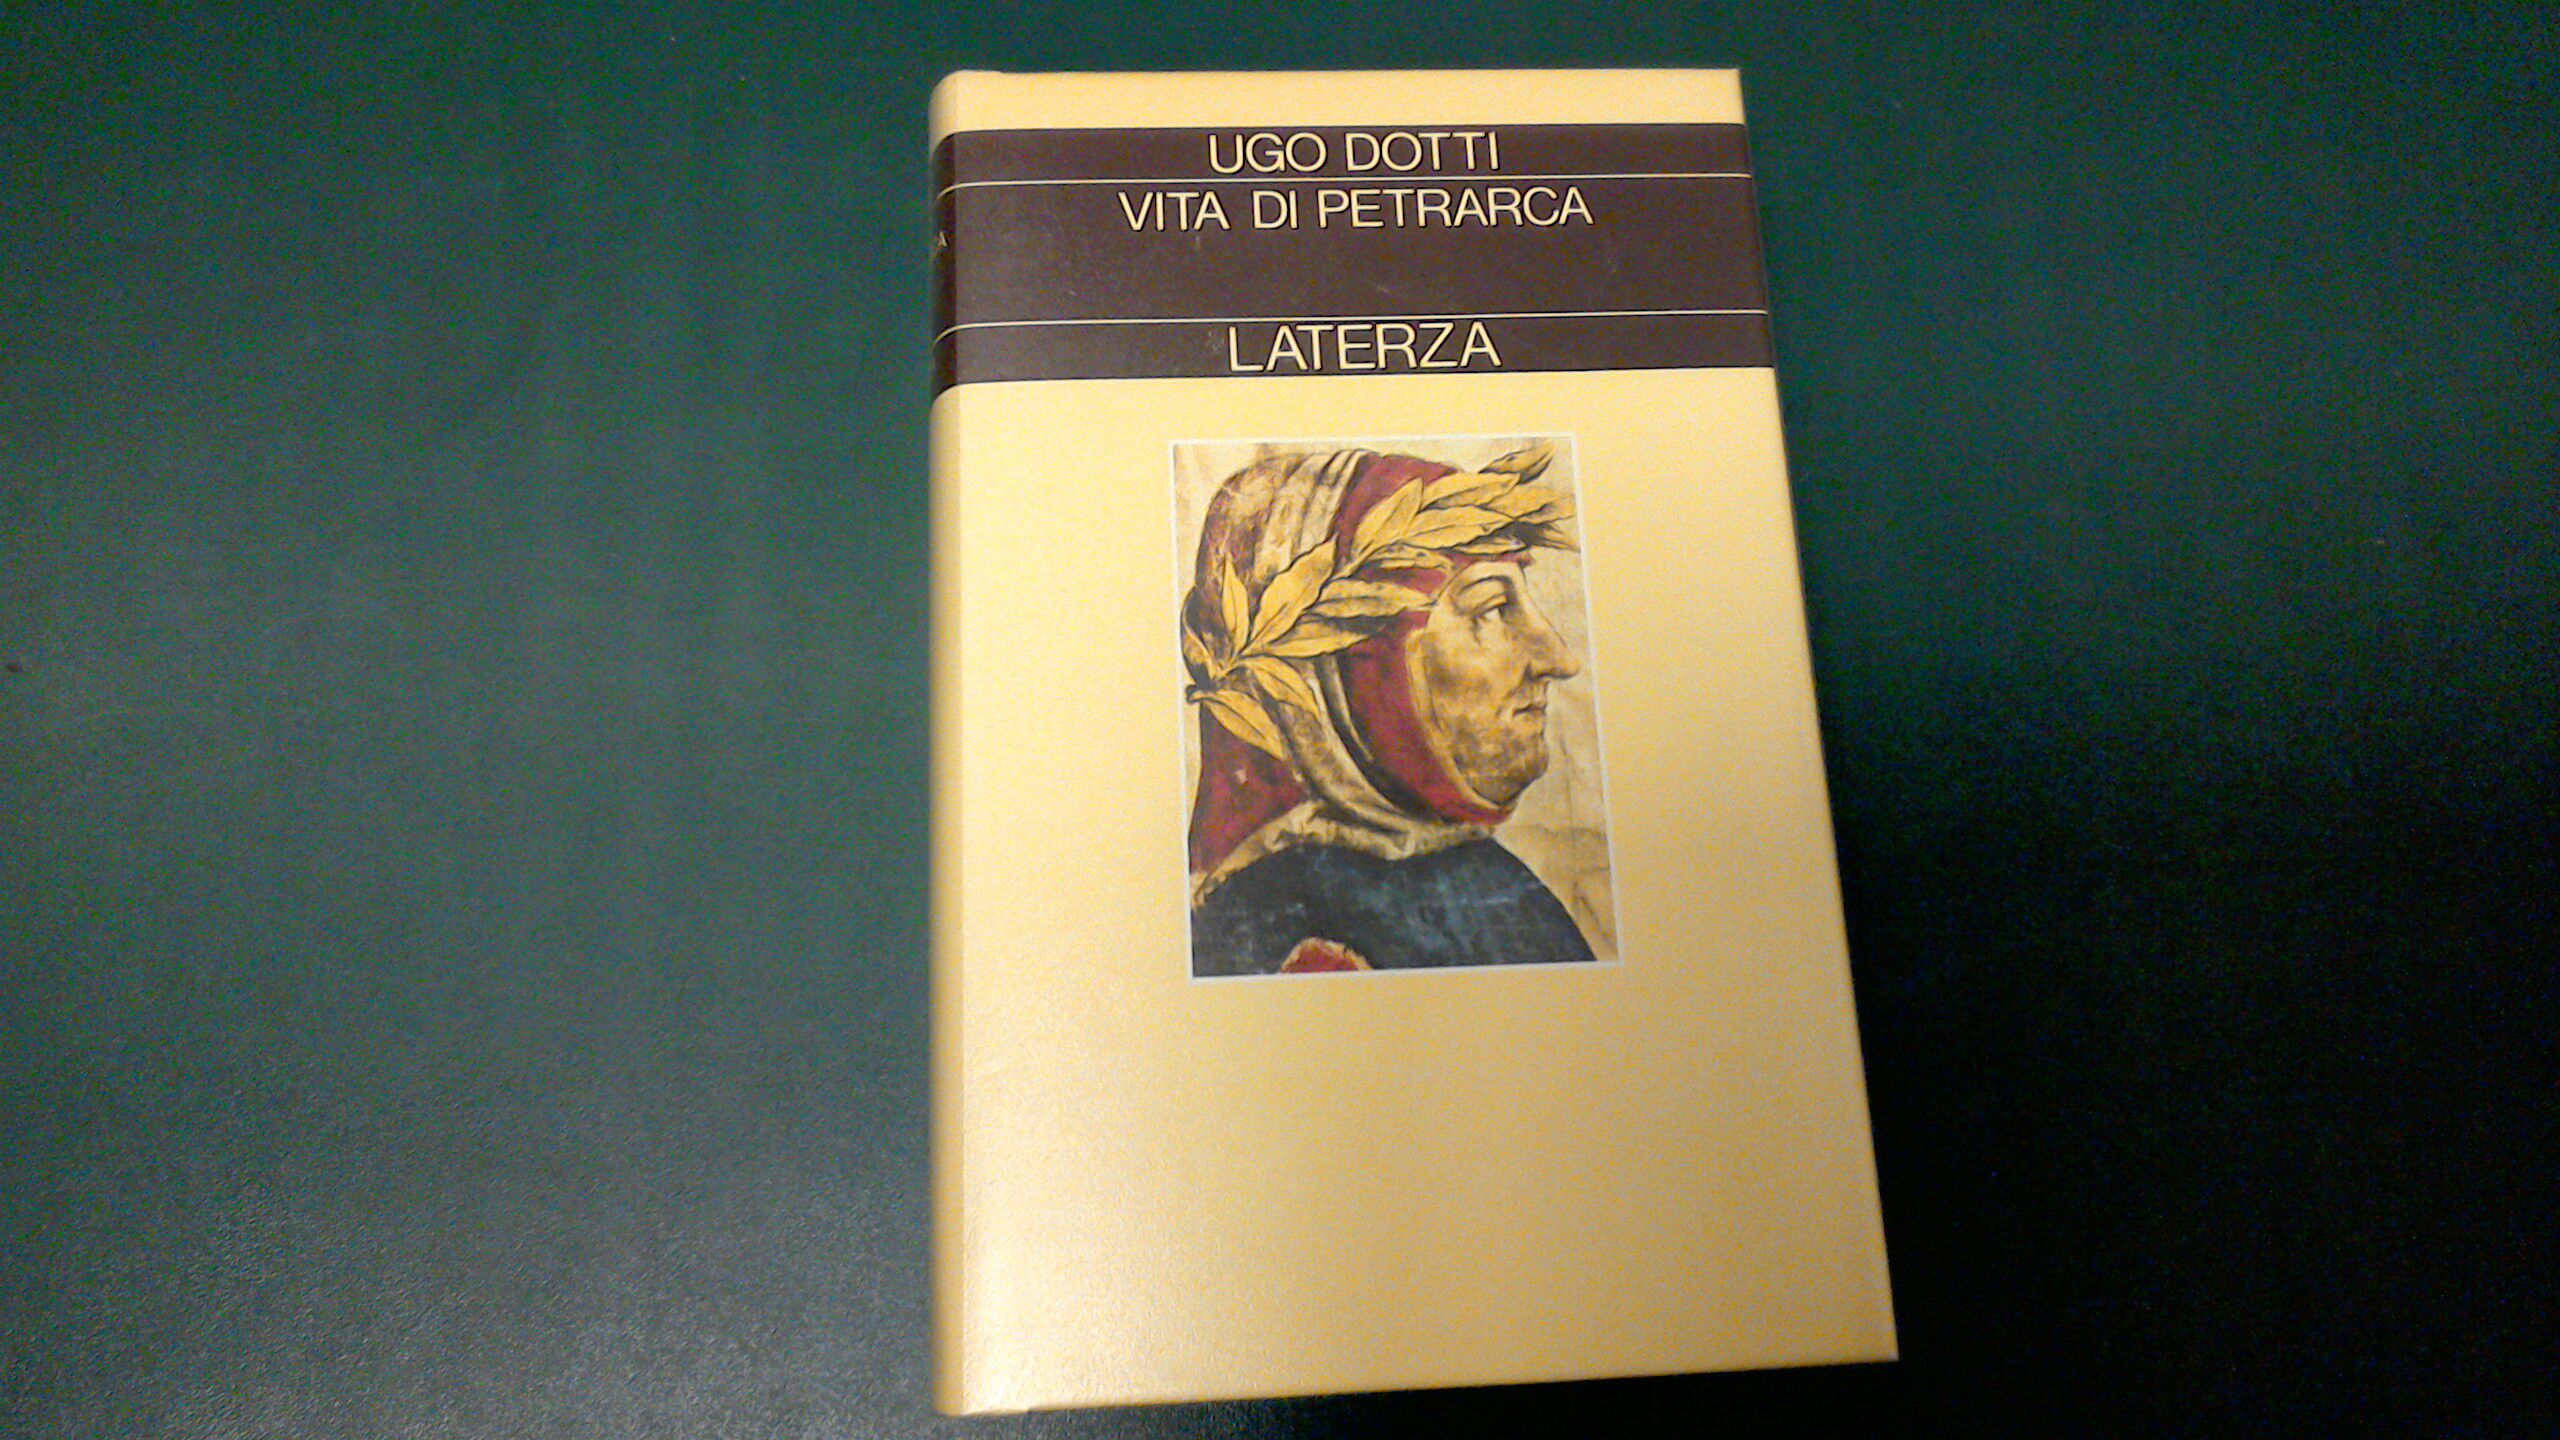 UGO DOTTI
VITA DI PETRARCA
LATERZA